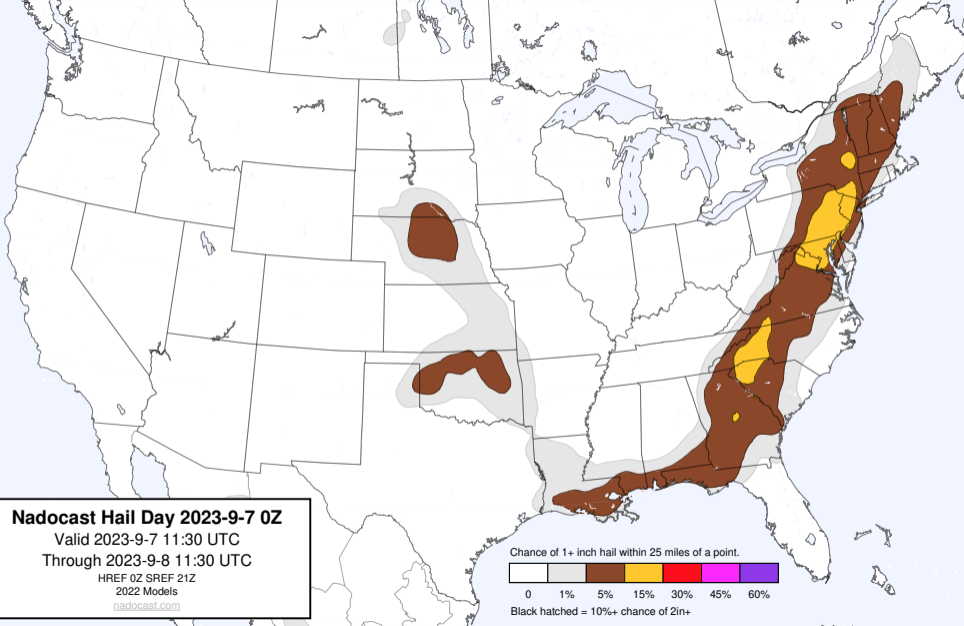 Nadocast Hail Day 2023-9-7 0Z
Valid 2023-9-7 11:30 UTC
Through 2023-9-8 11:30 UTC
HREF 0Z SREF 21Z
2022 Models
nadocast.com
Chance of 1+ inch hail within 25 miles of a point.
0 1% 5% 15% 30% 45% 60%
Black hatched = 10%+ chance of 2in+